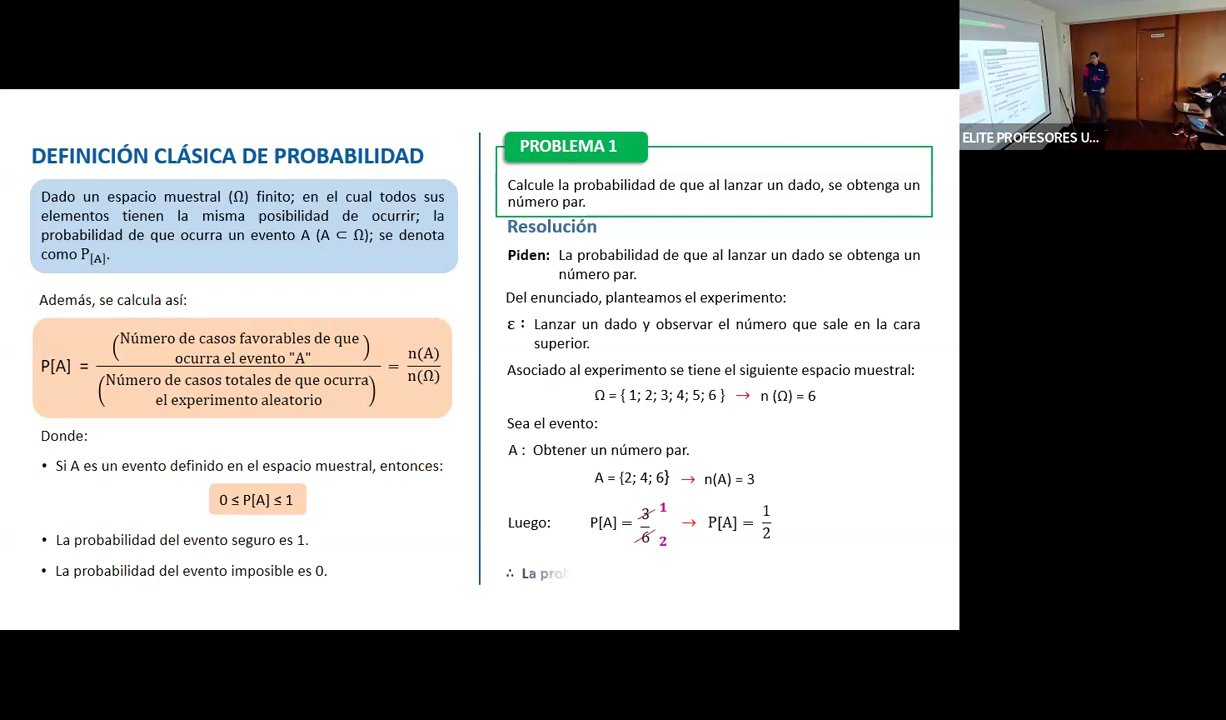 DEFINICIÓN CLÁSICA DE PROBABILIDAD
Dado un espacio muestral (Ω) finito; en el cual todos sus
elementos tienen la misma posibilidad de ocurrir; la
probabilidad de que ocurra un evento A (A ⊂ Ω); se denota
como P[A].
Además, se calcula así:
P[A] = (Número de casos favorables de que
ocurra el evento "A")
(Número de casos totales de que ocurra
el experimento aleatorio)
= n(A)
n(Ω)
Donde:
• Si A es un evento definido en el espacio muestral, entonces:
0 ≤ P[A] ≤ 1
• La probabilidad del evento seguro es 1.
• La probabilidad del evento imposible es 0.
PROBLEMA 1
Calcule la probabilidad de que al lanzar un dado, se obtenga un
número par.
Resolución
Piden: La probabilidad de que al lanzar un dado se obtenga un
número par.
Del enunciado, planteamos el experimento:
ε : Lanzar un dado y observar el número que sale en la cara
superior.
Asociado al experimento se tiene el siguiente espacio muestral:
Ω = { 1; 2; 3; 4; 5; 6 } → n (Ω) = 6
Sea el evento:
A : Obtener un número par.
A = {2; 4; 6} → n(A) = 3
Luego: P[A] = 3/6 1 2 → P[A] = 1/2
∴ La prob
ELITE PROFESORES U...